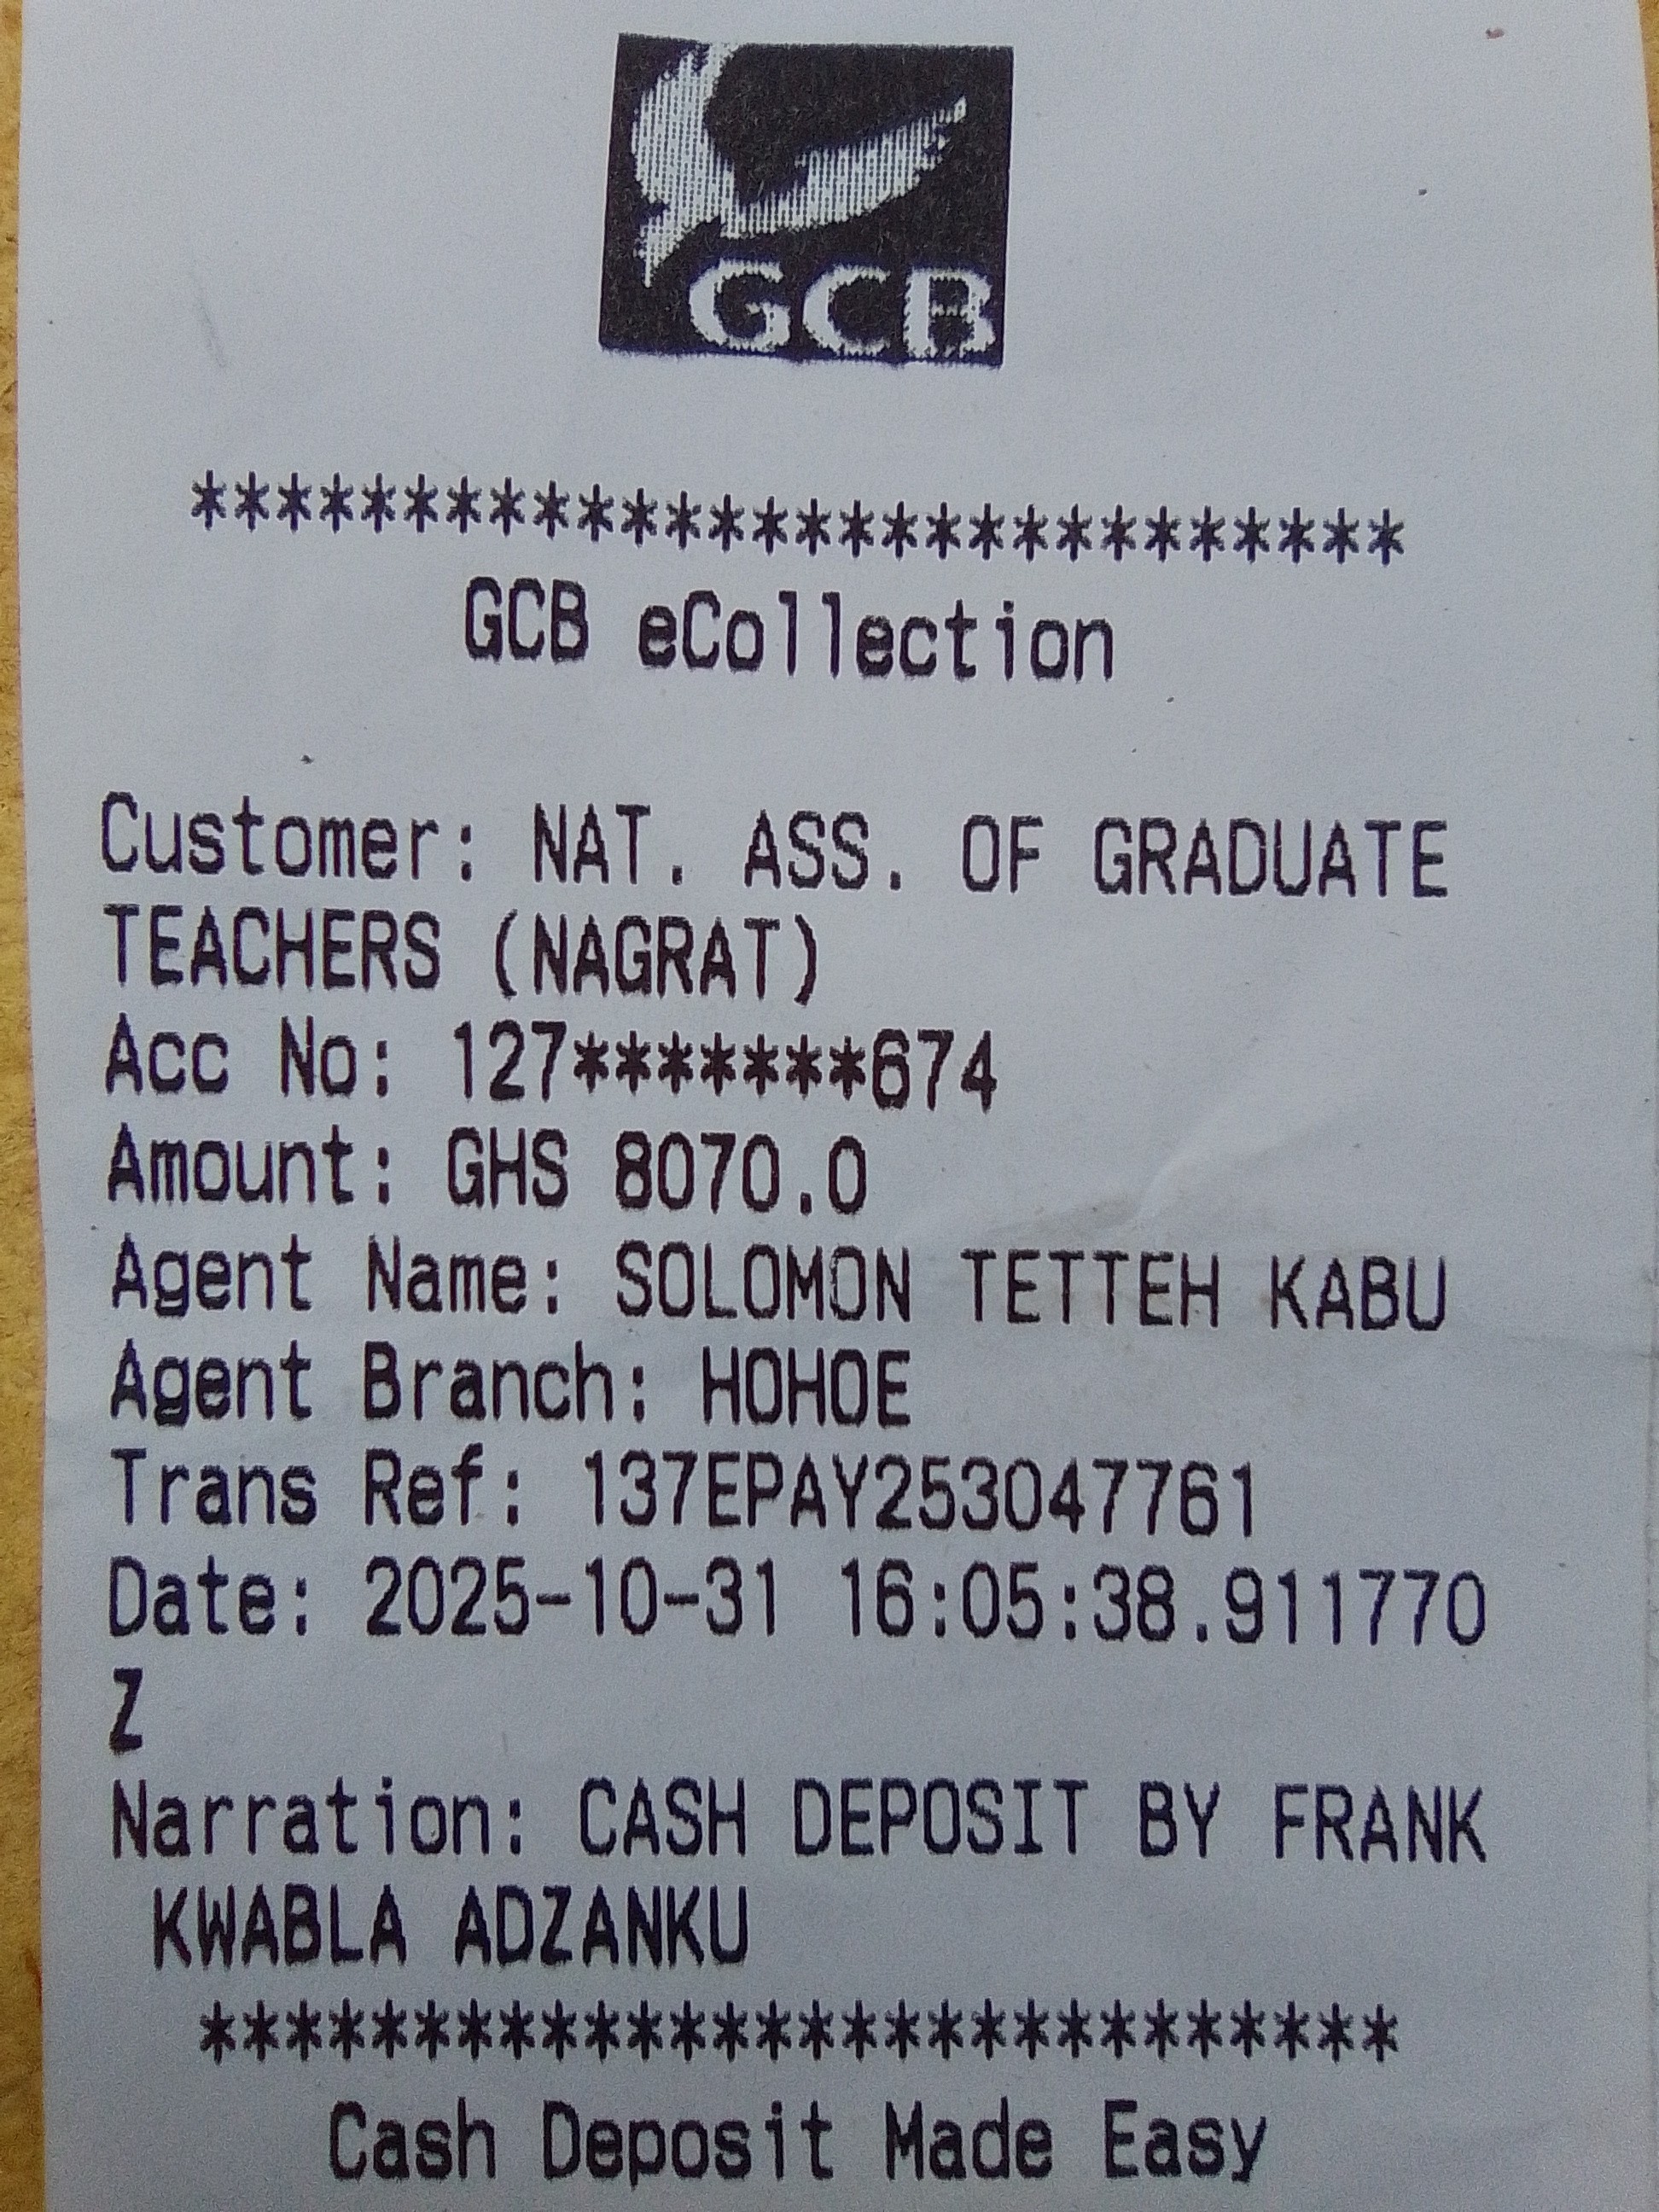 GCB
*****************************
GCB eCollection
Customer: NAT. ASS. OF GRADUATE
TEACHERS (NAGRAT)
Acc No: 127*******674
Amount: GHS 8070.0
Agent Name: SOLOMON TETTEH KABU
Agent Branch: HOHOE
Trans Ref: 137EPAY253047761
Date: 2025-10-31 16:05:38.911770
Z
Narration: CASH DEPOSIT BY FRANK
KWABLA ADZANKU
****************************
Cash Deposit Made Easy